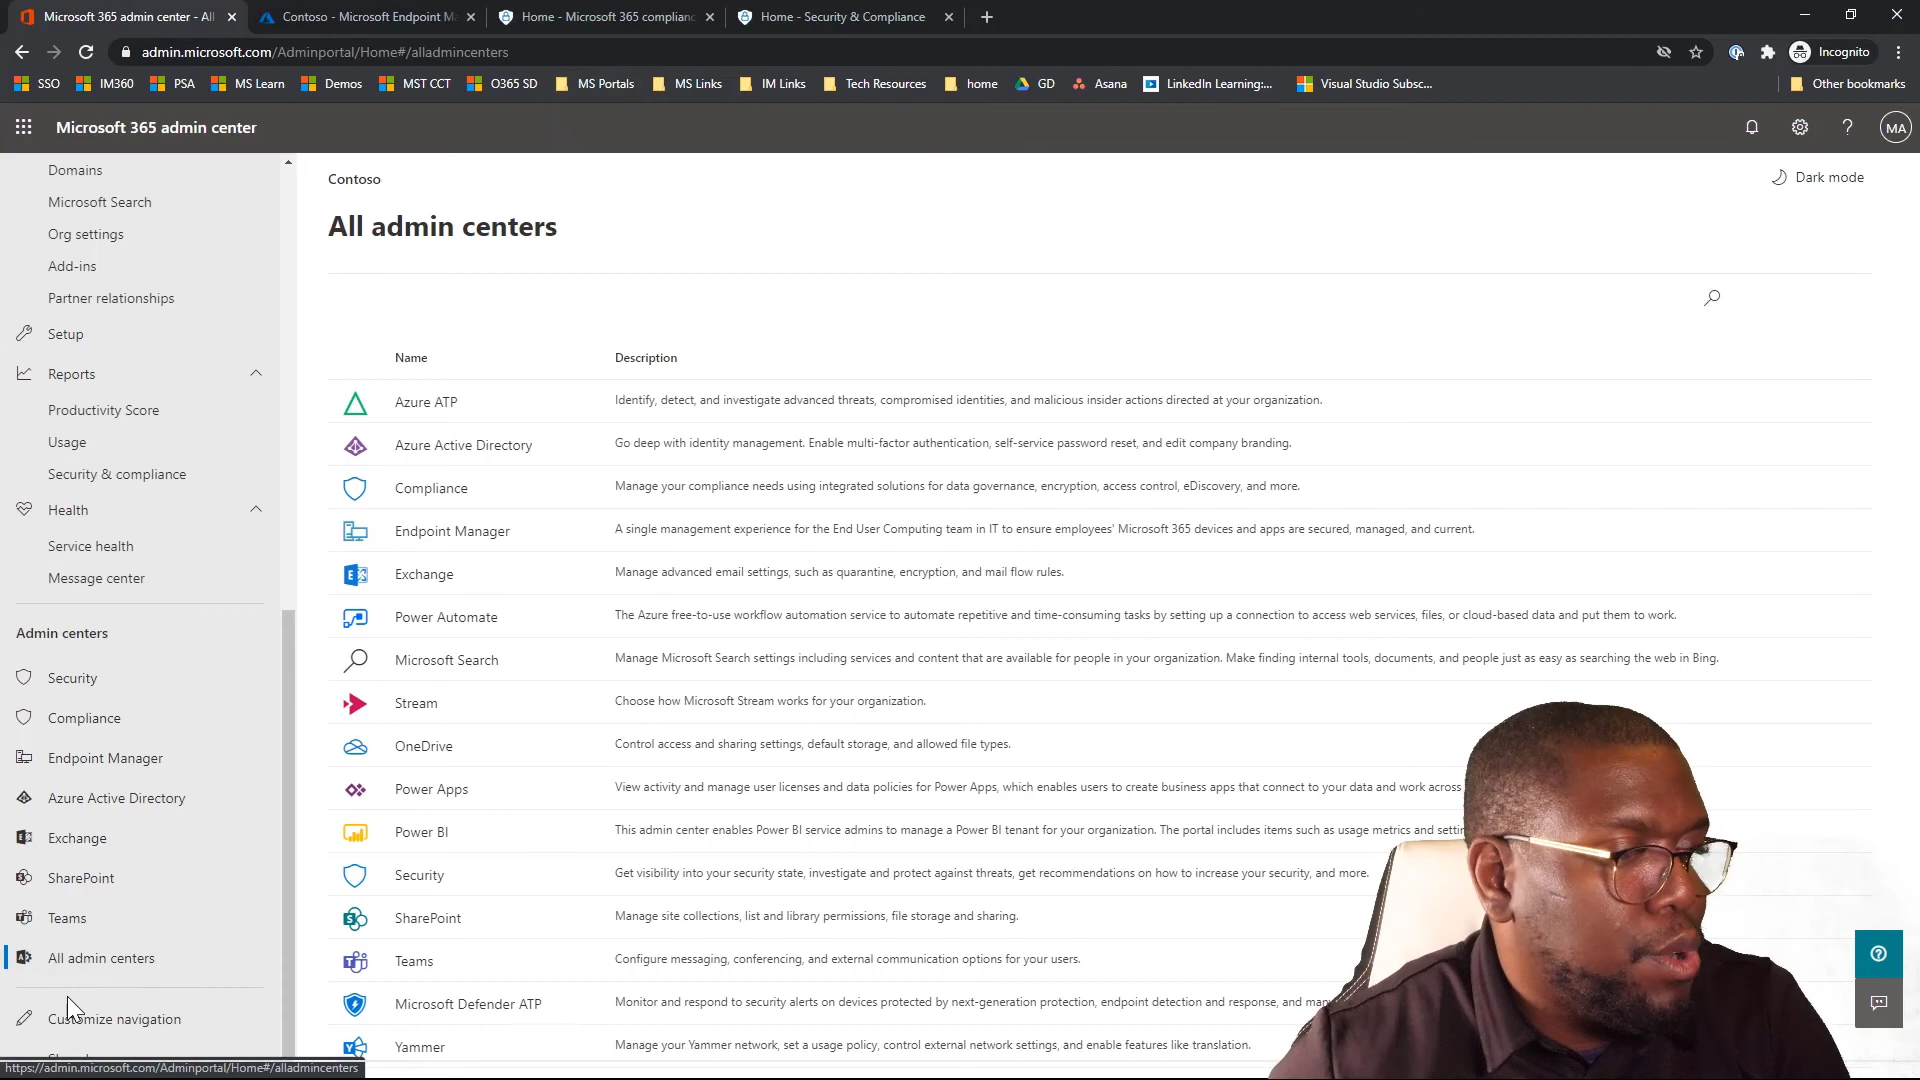 Microsoft 365 admin center - Al
Contoso - Microsoft Endpoint M
Home - Microsoft 365 complian
Home - Security & Compliance
admin.microsoft.com/Adminportal/Home#/alladmincenters
Incognito
SSO
IM360
PSA
MS Learn
Demos
MST CCT
O365 SD
MS Portals
MS Links
IM Links
Tech Resources
home
GD
Asana
LinkedIn Learning:...
Visual Studio Subsc...
Other bookmarks
Microsoft 365 admin center
MA
Domains
Microsoft Search
Org settings
Add-ins
Partner relationships
Setup
Reports
Productivity Score
Usage
Security & compliance
Health
Service health
Message center
Admin centers
Security
Compliance
Endpoint Manager
Azure Active Directory
Exchange
SharePoint
Teams
All admin centers
Customize navigation
https://admin.microsoft.com/Adminportal/Home#/alladmincenters
Contoso
Dark mode
All admin centers
Name Description
Azure ATP Identify, detect, and investigate advanced threats, compromised identities, and malicious insider actions directed at your organization.
Azure Active Directory Go deep with identity management. Enable multi-factor authentication, self-service password reset, and edit company branding.
Compliance Manage your compliance needs using integrated solutions for data governance, encryption, access control, eDiscovery, and more.
Endpoint Manager A single management experience for the End User Computing team in IT to ensure employees' Microsoft 365 devices and apps are secured, managed, and current.
Exchange Manage advanced email settings, such as quarantine, encryption, and mail flow rules.
Power Automate The Azure free-to-use workflow automation service to automate repetitive and time-consuming tasks by setting up a connection to access web services, files, or cloud-based data and put them to work.
Microsoft Search Manage Microsoft Search settings including services and content that are available for people in your organization. Make finding internal tools, documents, and people just as easy as searching the web in Bing.
Stream Choose how Microsoft Stream works for your organization.
OneDrive Control access and sharing settings, default storage, and allowed file types.
Power Apps View activity and manage user licenses and data policies for Power Apps, which enables users to create business apps that connect to your data and work across
Power BI This admin center enables Power BI service admins to manage a Power BI tenant for your organization. The portal includes items such as usage metrics and
Security Get visibility into your security state, investigate and protect against threats, get recommendations on how to increase your security, and more.
SharePoint Manage site collections, list and library permissions, file storage and sharing.
Teams Configure messaging, conferencing, and external communication options for your users.
Microsoft Defender ATP Monitor and respond to security alerts on devices protected by next-generation protection, endpoint detection and response, and
Yammer Manage your Yammer network, set a usage policy, control external network settings, and enable features like translation.